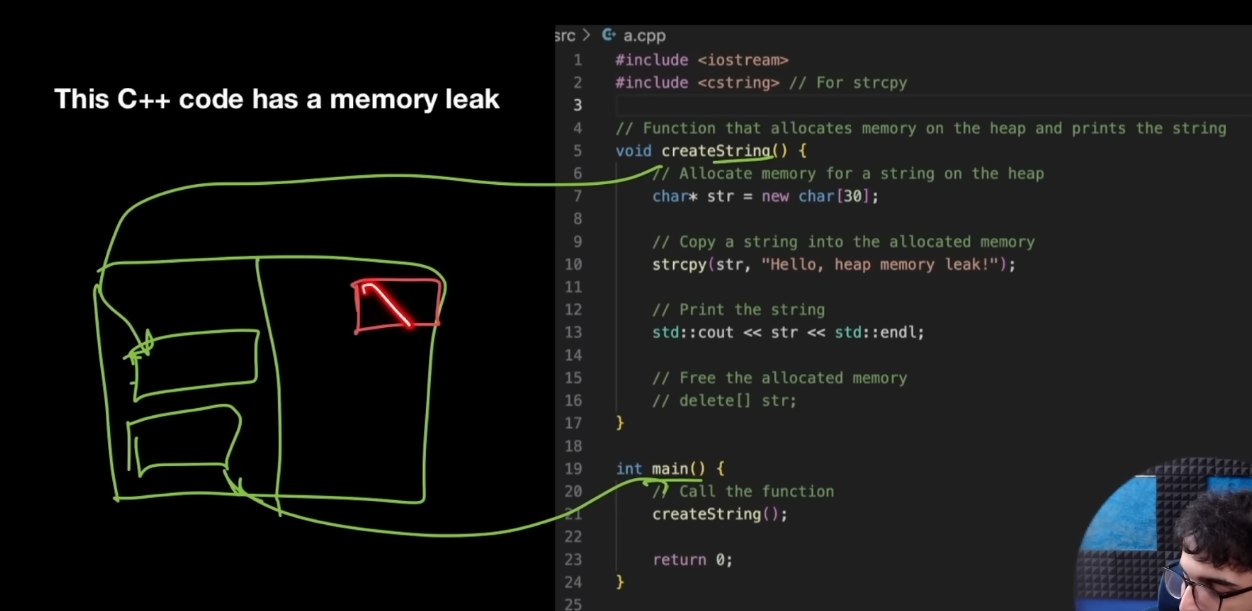 This C++ code has a memory leak
src > a.cpp
1 #include <iostream>
2 #include <cstring> // For strcpy
3
4 // Function that allocates memory on the heap and prints the string
5 void createString() {
6 // Allocate memory for a string on the heap
7 char* str = new char[30];
8
9 // Copy a string into the allocated memory
10 strcpy(str, "Hello, heap memory leak!");
11
12 // Print the string
13 std::cout << str << std::endl;
14
15 // Free the allocated memory
16 // delete[] str;
17 }
18
19 int main() {
20 // Call the function
21 createString();
22
23 return 0;
24 }
25